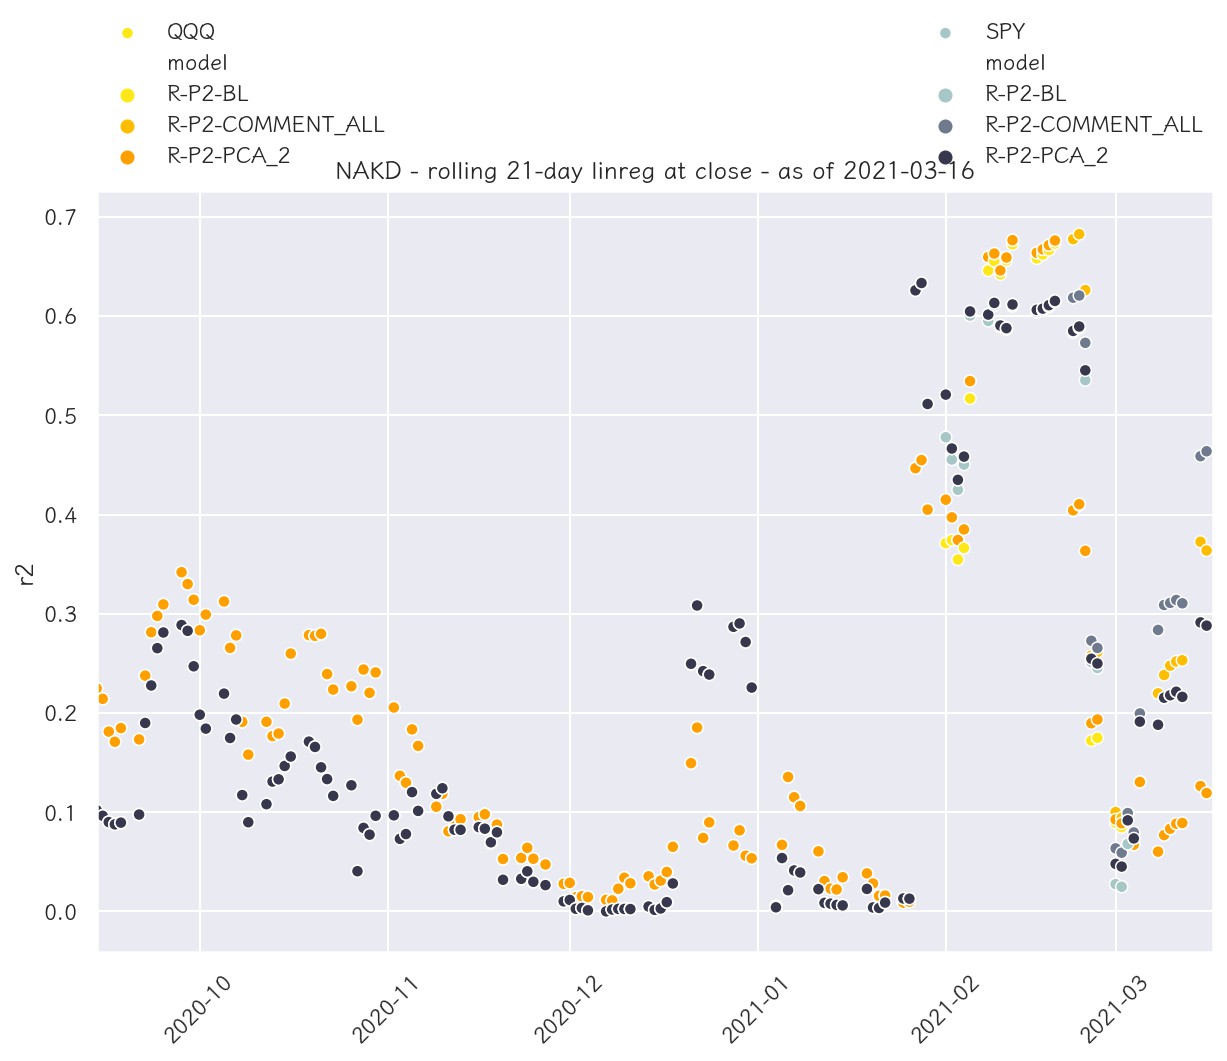 QQQ
model
R-P2-BL
R-P2-COMMENT_ALL
R-P2-PCA_2
SPY
model
R-P2-BL
R-P2-COMMENT_ALL
R-P2-PCA_2
NAKD - rolling 21-day linreg at close - as of 2021-03-16
0.7
0.6
0.5
0.4
0.3
0.2
0.1
0.0
r2
2020-10
2020-11
2020-12
2021-01
2021-02
2021-03